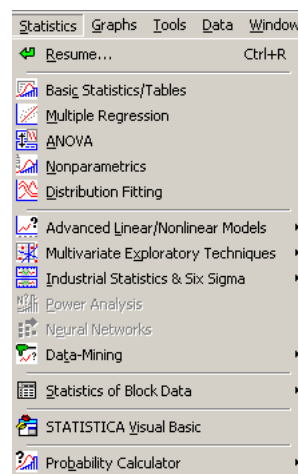 Statistics Graphs Tools Data Window
Resume... Ctrl+R
Basic Statistics/Tables
Multiple Regression
ANOVA
Nonparametrics
Distribution Fitting
Advanced Linear/Nonlinear Models
Multivariate Exploratory Techniques
Industrial Statistics & Six Sigma
Power Analysis
Neural Networks
Data-Mining
Statistics of Block Data
STATISTICA Visual Basic
Probability Calculator